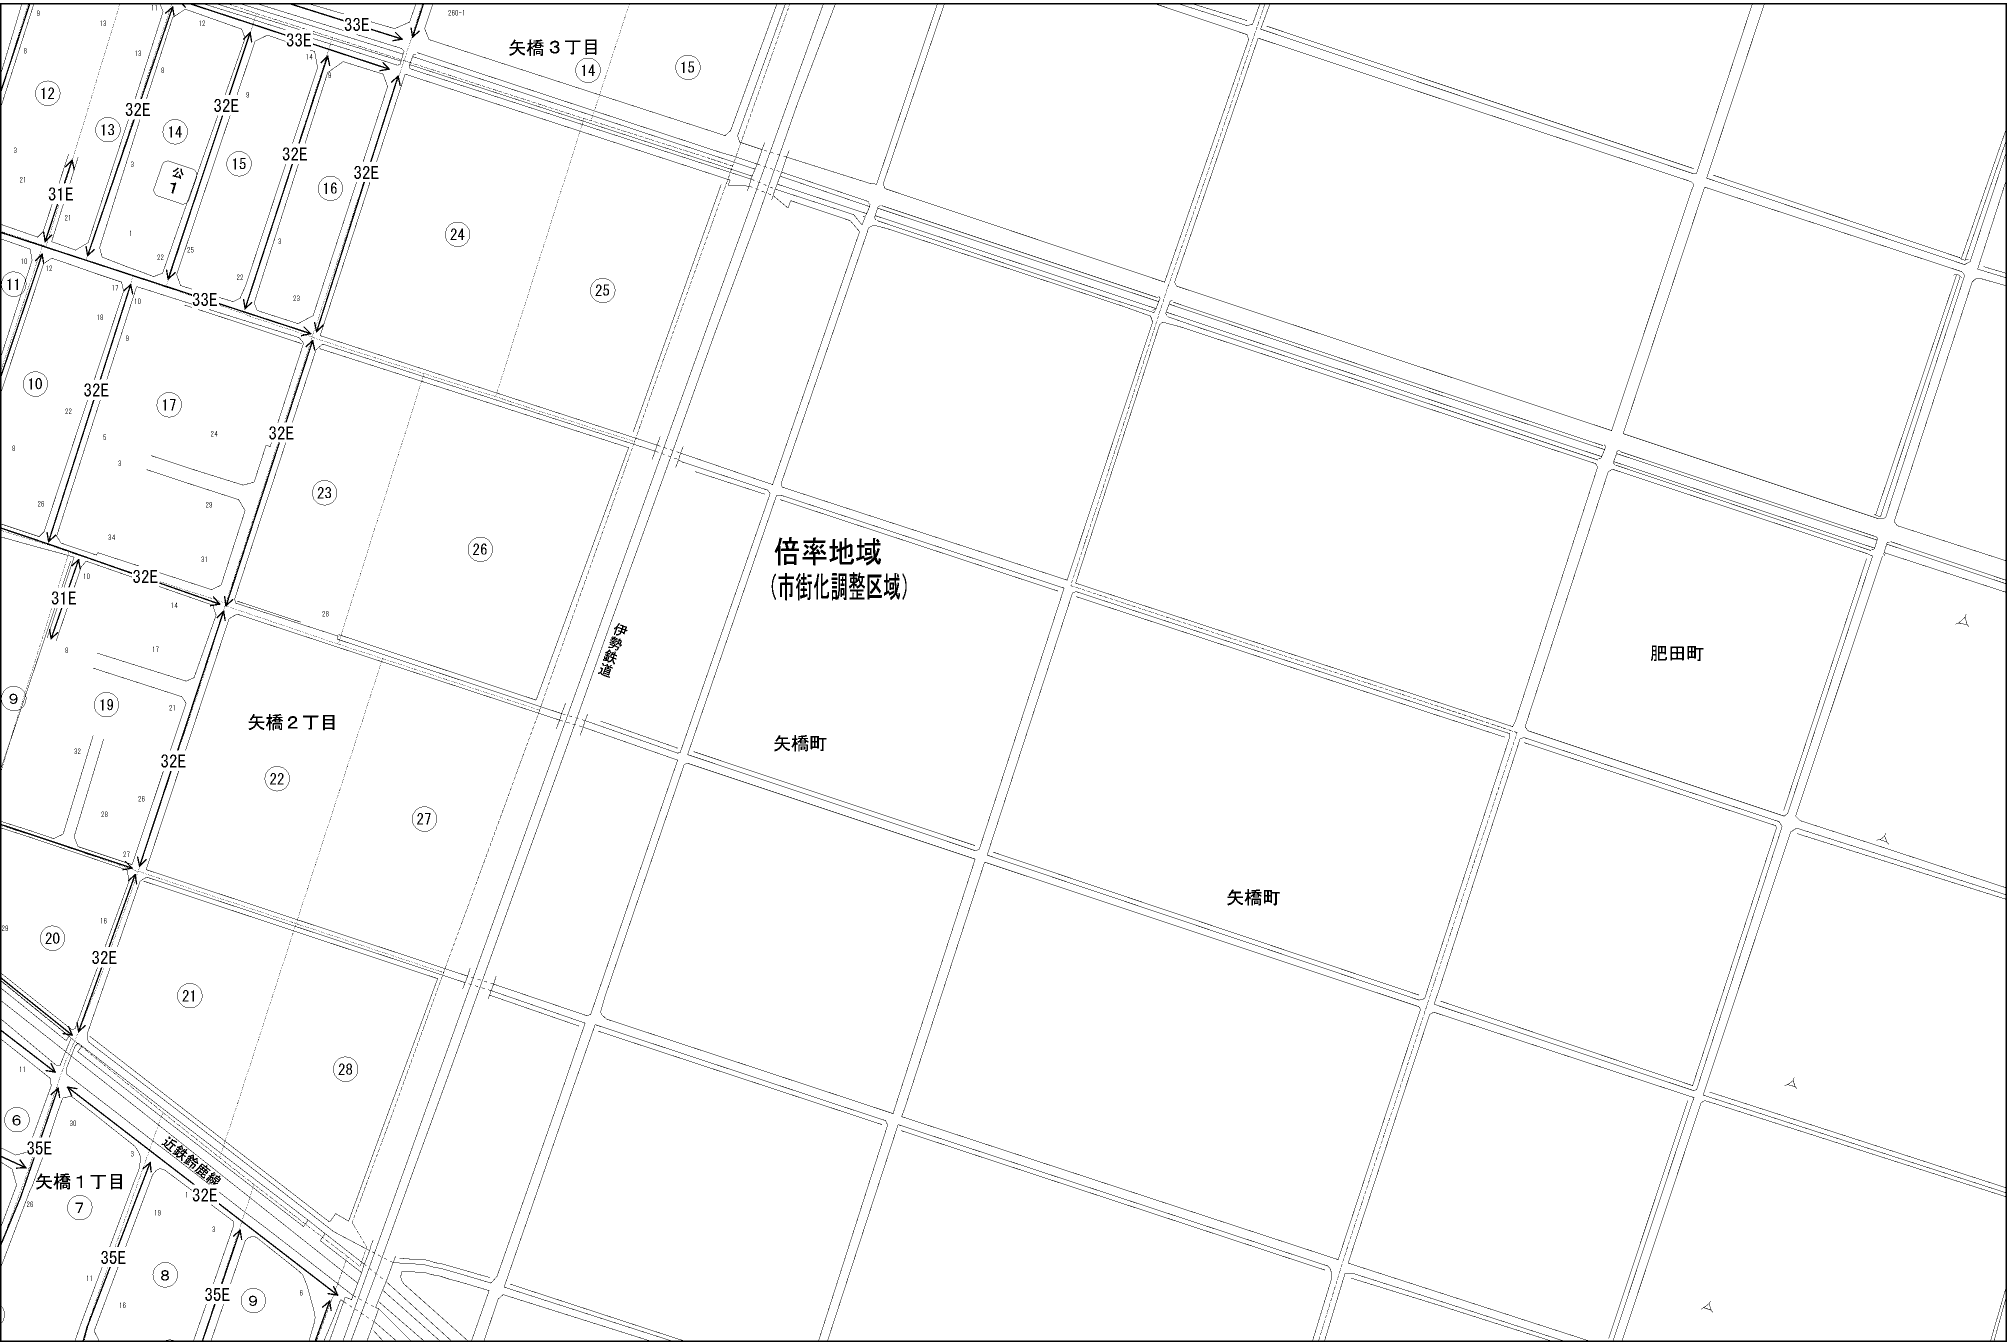 33E
260-1
矢橋３丁目
⑭
⑮
33E
⑫
32E
32E
⑬
⑭
⑮
公
1
32E
32E
⑯
31E
㉔
⑪
33E
㉕
⑩
32E
⑰
32E
㉓
㉖
倍率地域
(市街化調整区域)
32E
31E
伊勢鉄道
肥田町
⑨
⑲
矢橋２丁目
矢橋町
32E
㉒
㉗
矢橋町
⑳
32E
㉑
㉘
⑥
35E
近鉄鈴鹿線
矢橋１丁目
32E
⑦
35E
⑧
35E
⑨